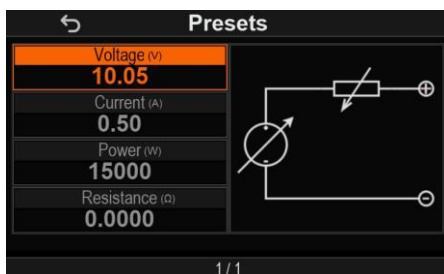 Presets
Voltage (V)
10.05
Current (A)
0.50
Power (W)
15000
Resistance (Ω)
0.0000
1/1